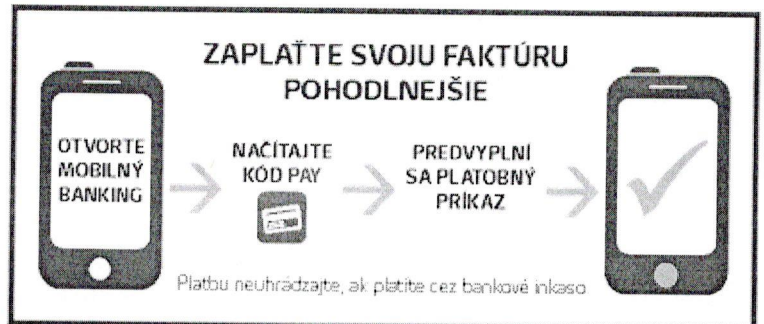 ZAPLAŤTE SVOJU FAKTÚRU
POHODLNEJŠIE
OTVORTE
MOBILNÝ
BANKING
NAČÍTAJTE
KÓD PAY
PREDVYPLNÍ
SA PLATOBNÝ
PRÍKAZ
Platbu neuhrádzajte, ak platíte cez bankové inkaso